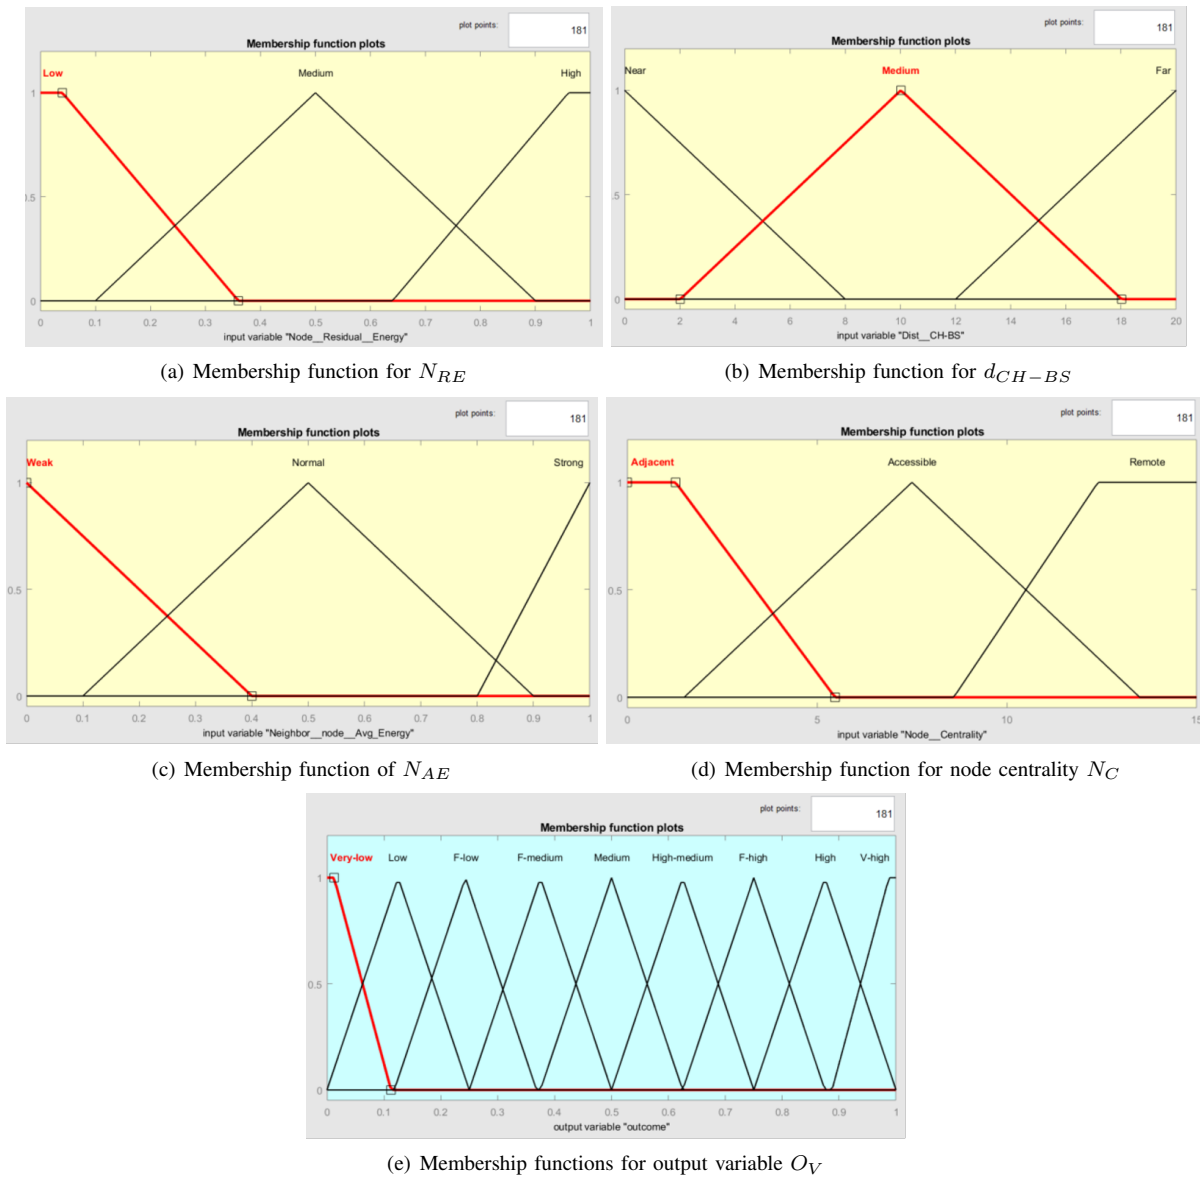 plot points: 181
Membership function plots
Low Medium High
1
0.5
0
0 0.1 0.2 0.3 0.4 0.5 0.6 0.7 0.8 0.9 1
input variable "Node__Residual__Energy"
(a) Membership function for N_RE
plot points: 181
Membership function plots
Near Medium Far
1
.5
0
0 2 4 6 8 10 12 14 16 18 20
input variable "Dist__CH-BS"
(b) Membership function for d_CH−BS
plot points: 181
Membership function plots
Weak Normal Strong
1
0.5
0
0 0.1 0.2 0.3 0.4 0.5 0.6 0.7 0.8 0.9 1
input variable "Neighbor__node__Avg_Energy"
(c) Membership function of N_AE
plot points: 181
Membership function plots
Adjacent Accessible Remote
1
0.5
0
0 5 10 15
input variable "Node__Centrality"
(d) Membership function for node centrality N_C
plot points: 181
Membership function plots
Very-low Low F-low F-medium Medium High-medium F-high High V-high
1
0.5
0
0 0.1 0.2 0.3 0.4 0.5 0.6 0.7 0.8 0.9 1
output variable "outcome"
(e) Membership functions for output variable O_V